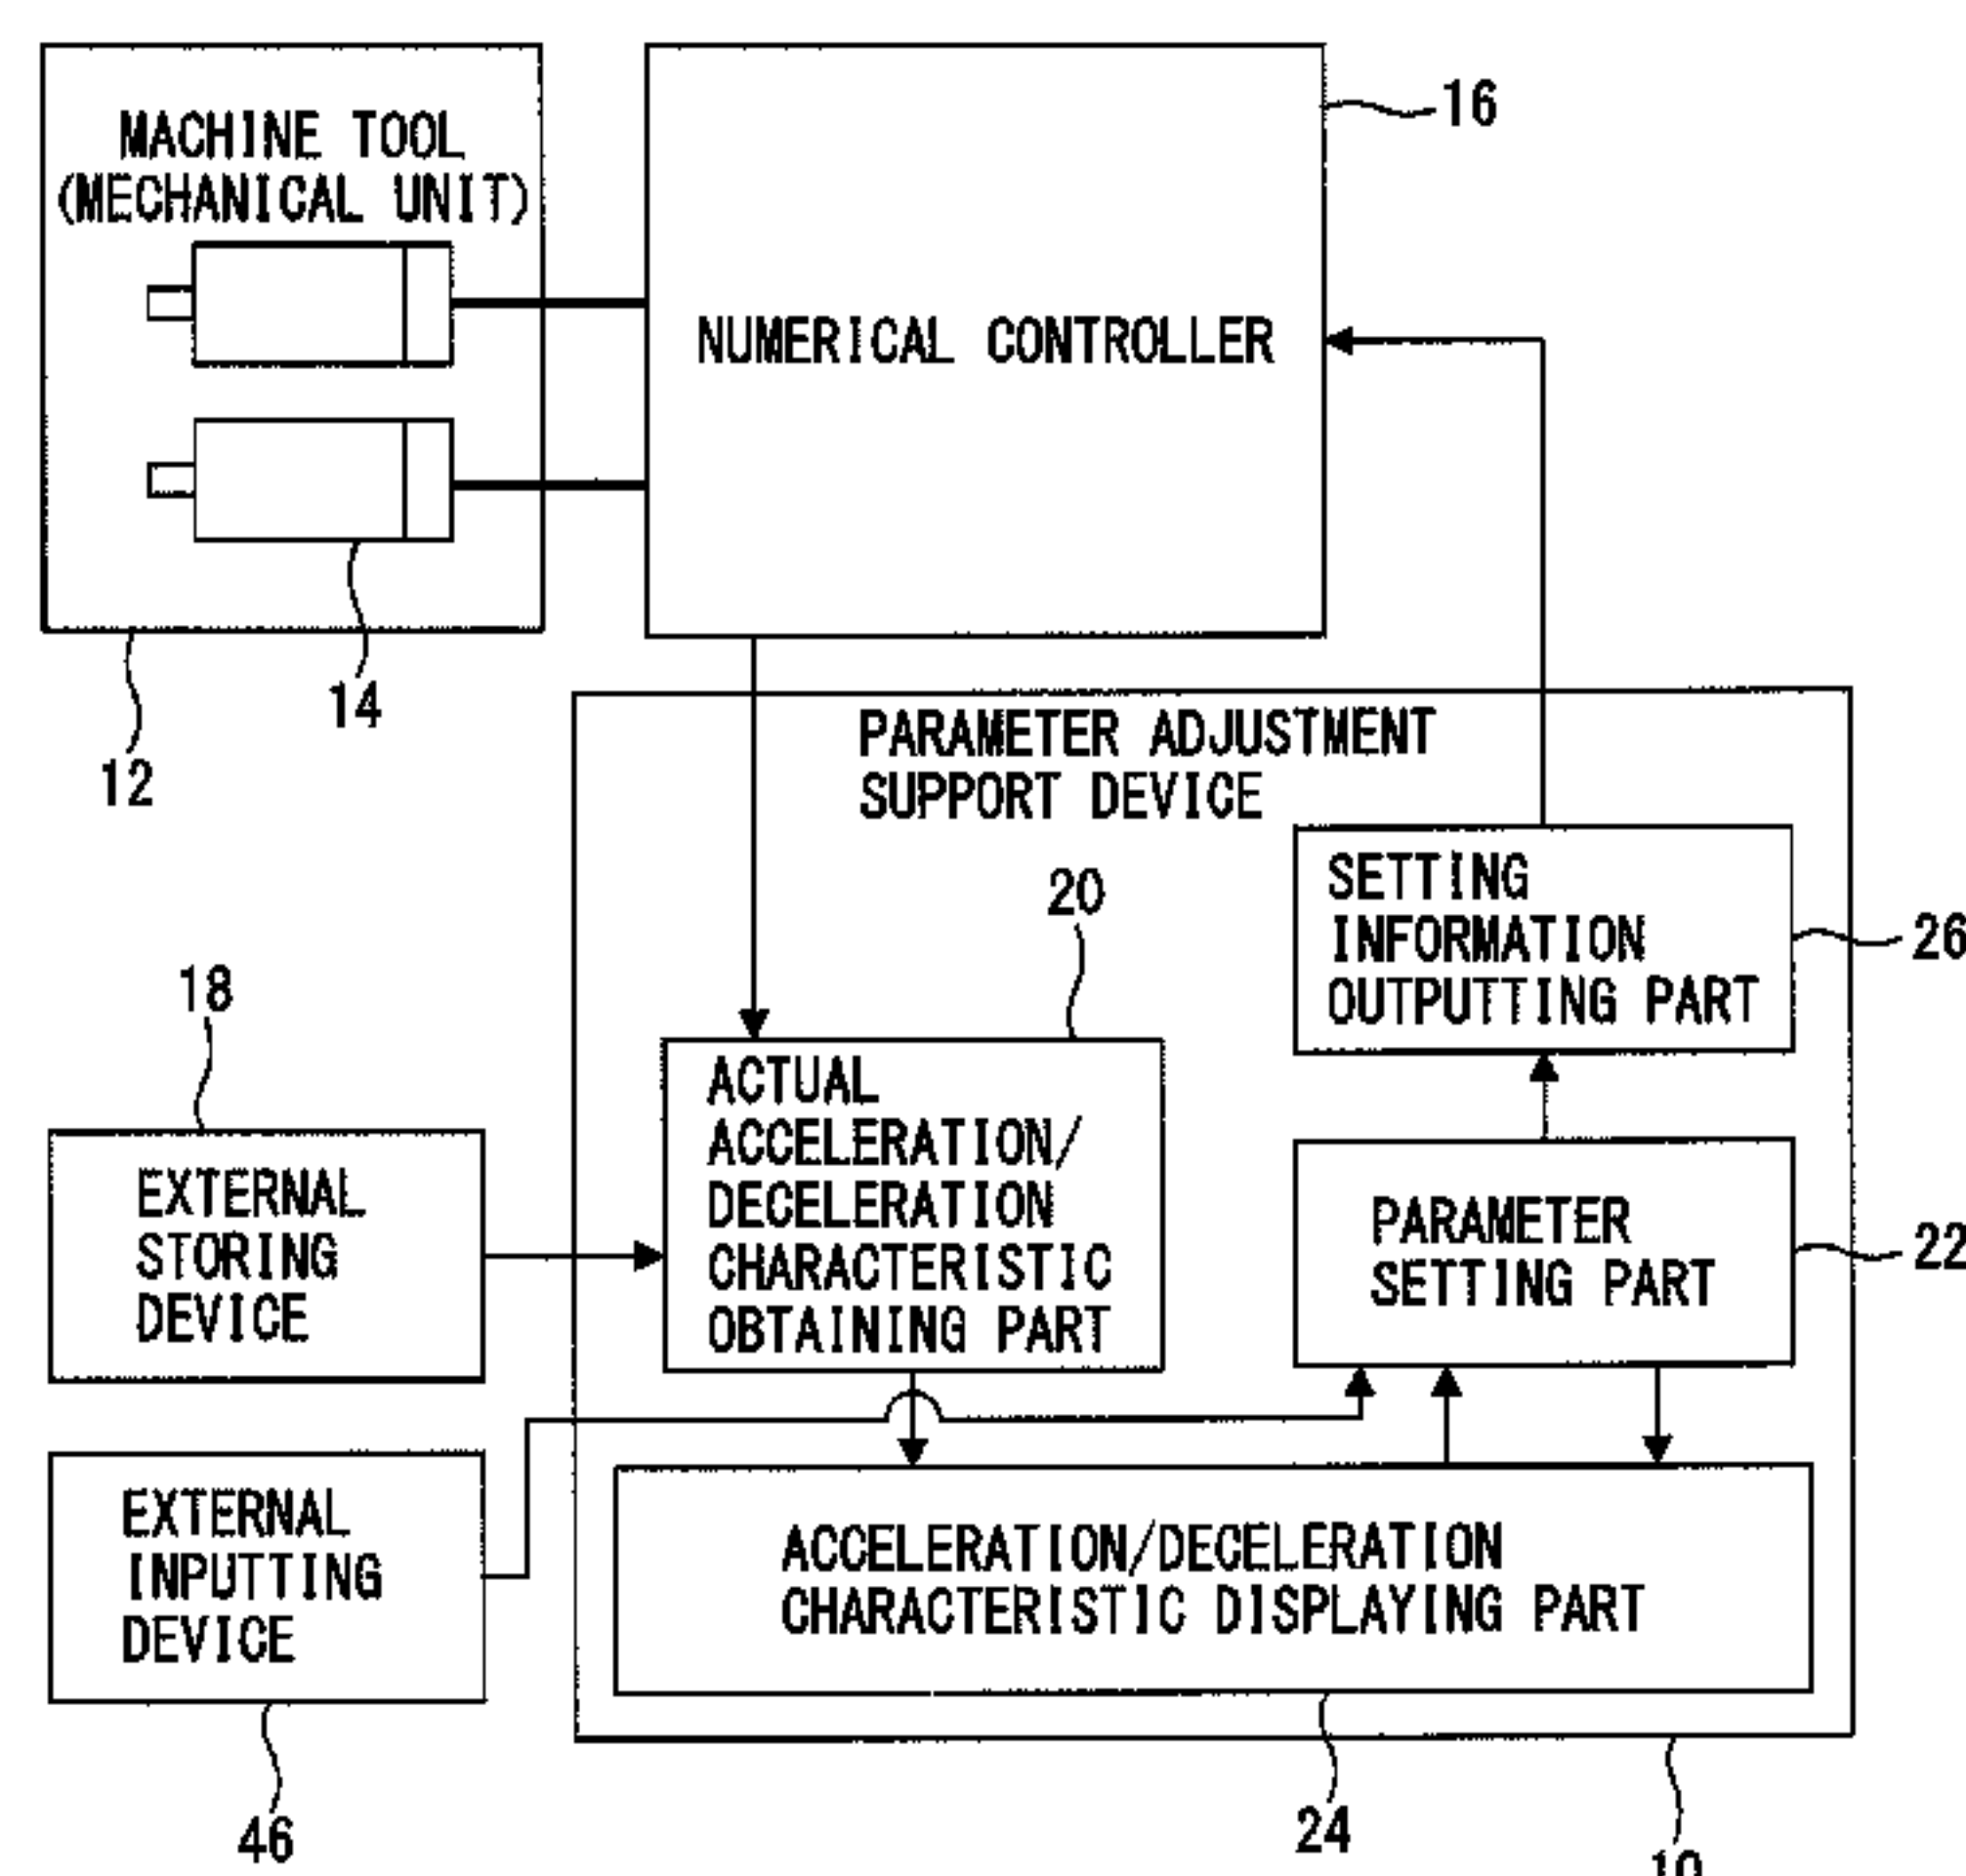 MACHINE TOOL
(MECHANICAL UNIT)
16
NUMERICAL CONTROLLER
14
12
PARAMETER ADJUSTMENT
SUPPORT DEVICE
20
SETTING
INFORMATION
OUTPUTTING PART
26
18
ACTUAL
ACCELERATION/
DECELERATION
CHARACTERISTIC
OBTAINING PART
EXTERNAL
STORING
DEVICE
PARAMETER
SETTING PART
22
EXTERNAL
INPUTTING
DEVICE
ACCELERATION/DECELERATION
CHARACTERISTIC DISPLAYING PART
46
24
10